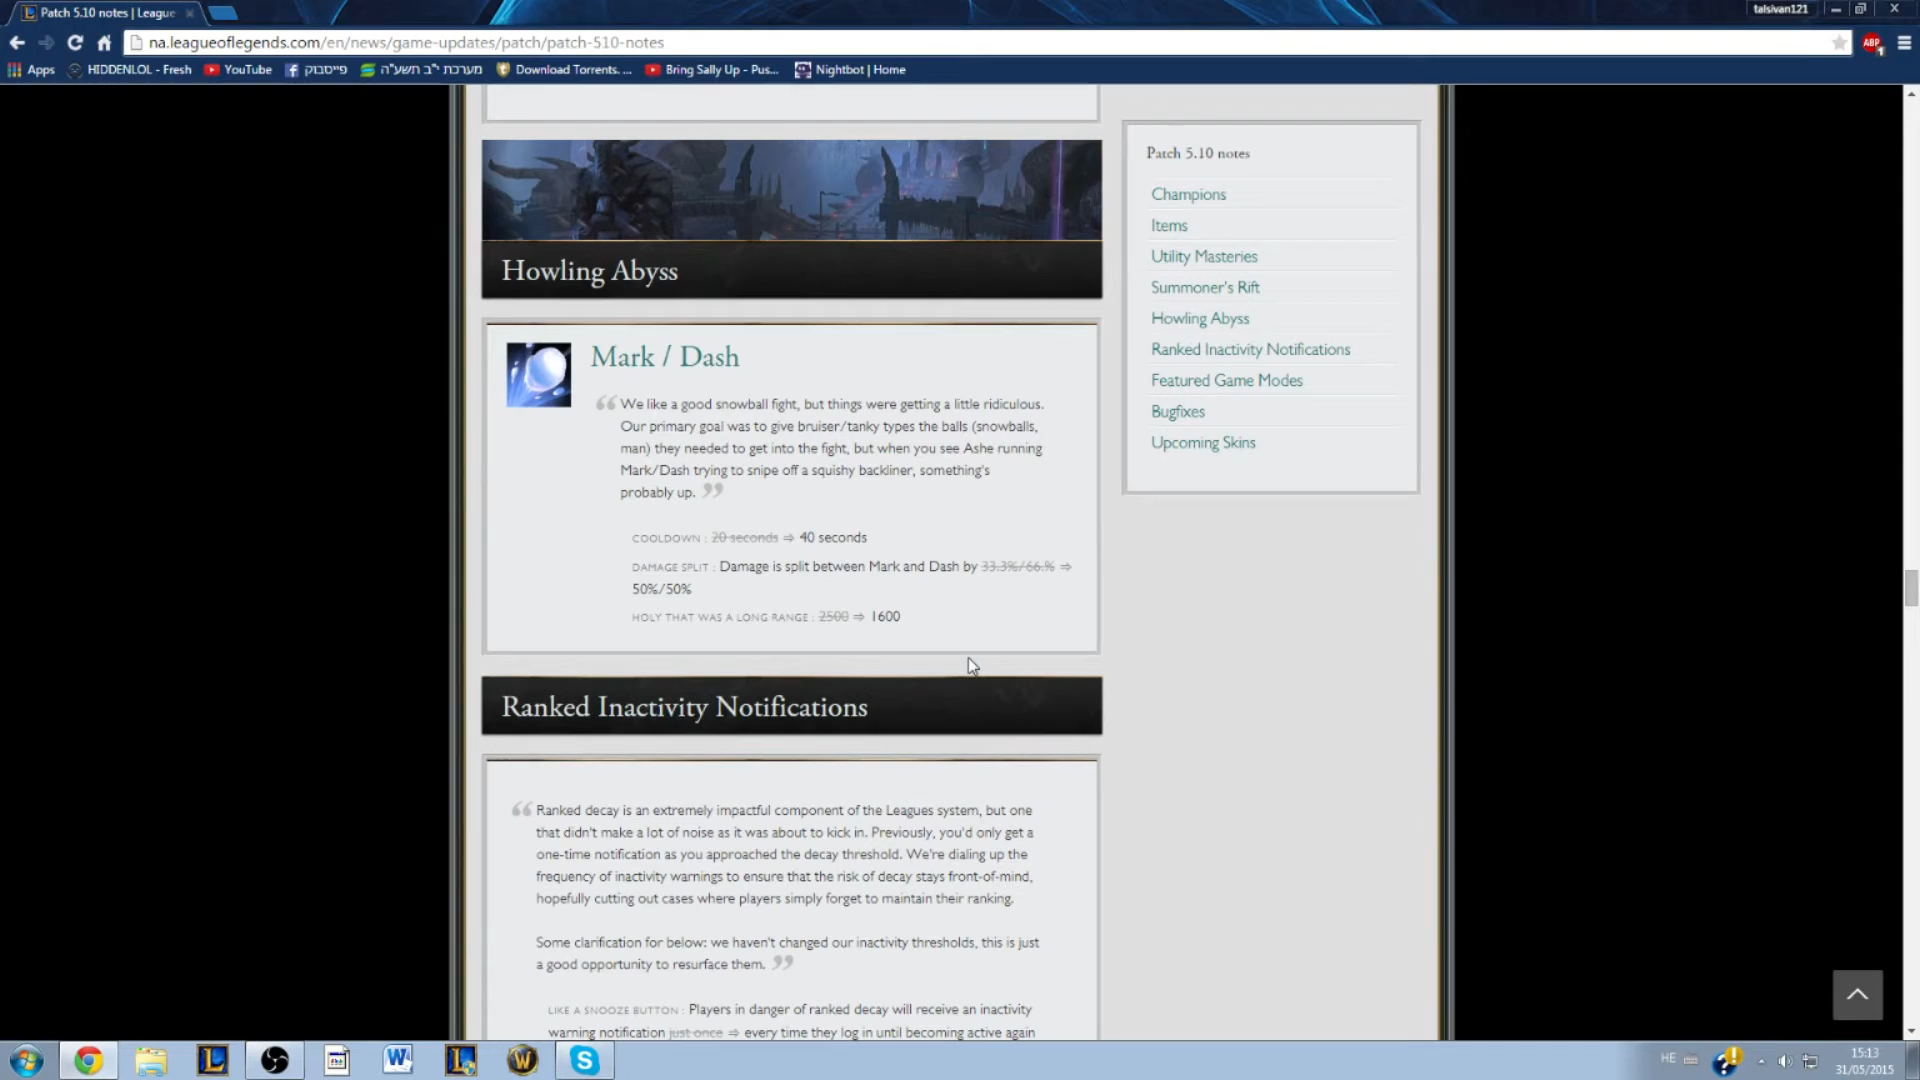 Patch 5.10 notes | League
talsivan121
na.leagueoflegends.com/en/news/game-updates/patch/patch-510-notes
ABP
1
Apps
HIDDENLOL - Fresh
YouTube
פייסבוק
מערכת י"ב תשע"ה
Download Torrents. ...
Bring Sally Up - Pus...
Nightbot | Home
Howling Abyss
Mark / Dash
“ We like a good snowball fight, but things were getting a little ridiculous.
Our primary goal was to give bruiser/tanky types the balls (snowballs,
man) they needed to get into the fight, but when you see Ashe running
Mark/Dash trying to snipe off a squishy backliner, something's
probably up. ”
COOLDOWN : 20 seconds ⇒ 40 seconds
DAMAGE SPLIT : Damage is split between Mark and Dash by 33.3%/66.% ⇒
50%/50%
HOLY THAT WAS A LONG RANGE : 2500 ⇒ 1600
Ranked Inactivity Notifications
“ Ranked decay is an extremely impactful component of the Leagues system, but one
that didn't make a lot of noise as it was about to kick in. Previously, you'd only get a
one-time notification as you approached the decay threshold. We're dialing up the
frequency of inactivity warnings to ensure that the risk of decay stays front-of-mind,
hopefully cutting out cases where players simply forget to maintain their ranking.
Some clarification for below: we haven't changed our inactivity thresholds, this is just
a good opportunity to resurface them. ”
LIKE A SNOOZE BUTTON : Players in danger of ranked decay will receive an inactivity
warning notification just once ⇒ every time they log in until becoming active again
Patch 5.10 notes
Champions
Items
Utility Masteries
Summoner's Rift
Howling Abyss
Ranked Inactivity Notifications
Featured Game Modes
Bugfixes
Upcoming Skins
HE
15:13
31/05/2015